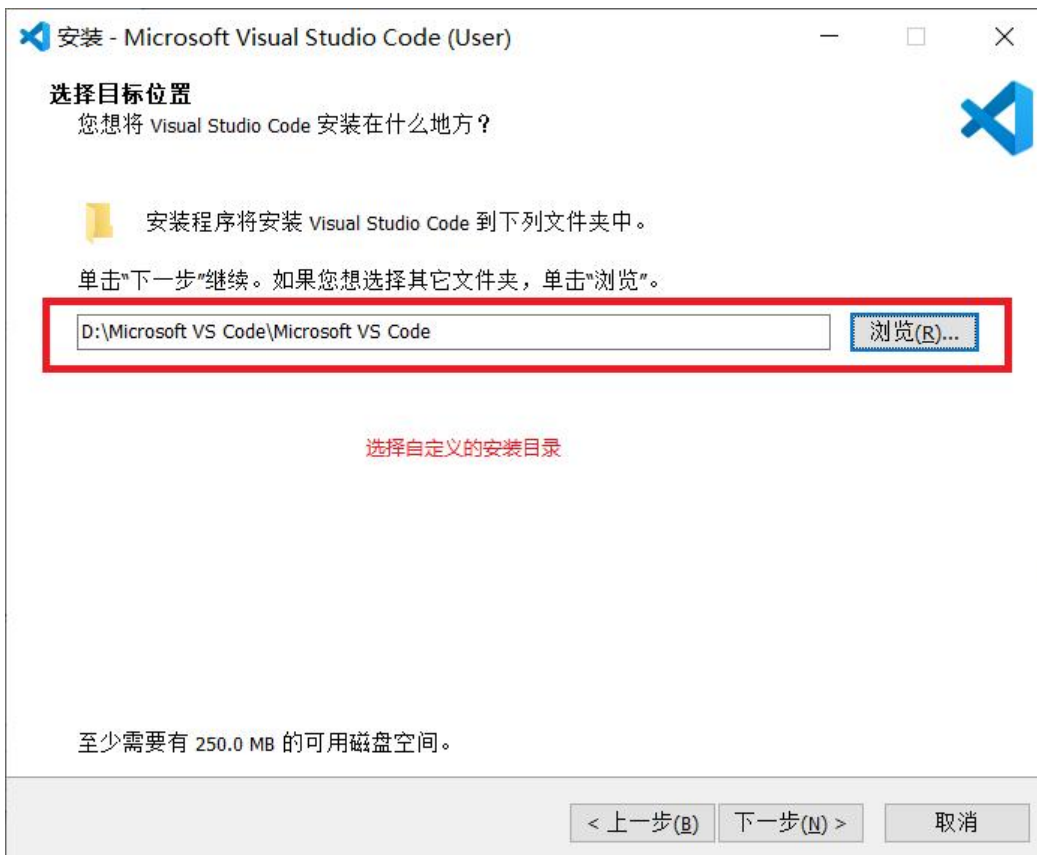 安装 - Microsoft Visual Studio Code (User)
选择目标位置
您想将 Visual Studio Code 安装在什么地方？
安装程序将安装 Visual Studio Code 到下列文件夹中。
单击“下一步”继续。如果您想选择其它文件夹，单击“浏览”。
D:\Microsoft VS Code\Microsoft VS Code 浏览(R)...
选择自定义的安装目录
至少需要有 250.0 MB 的可用磁盘空间。
< 上一步(B) 下一步(N) > 取消